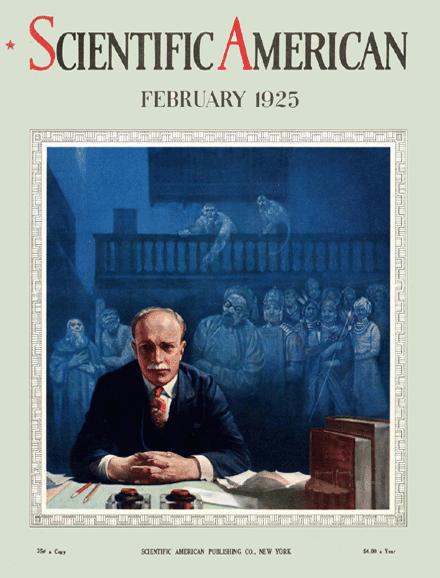 SCIENTIFIC AMERICAN
FEBRUARY 1925
35¢ a Copy
SCIENTIFIC AMERICAN PUBLISHING CO., NEW YORK
$4.00 a Year